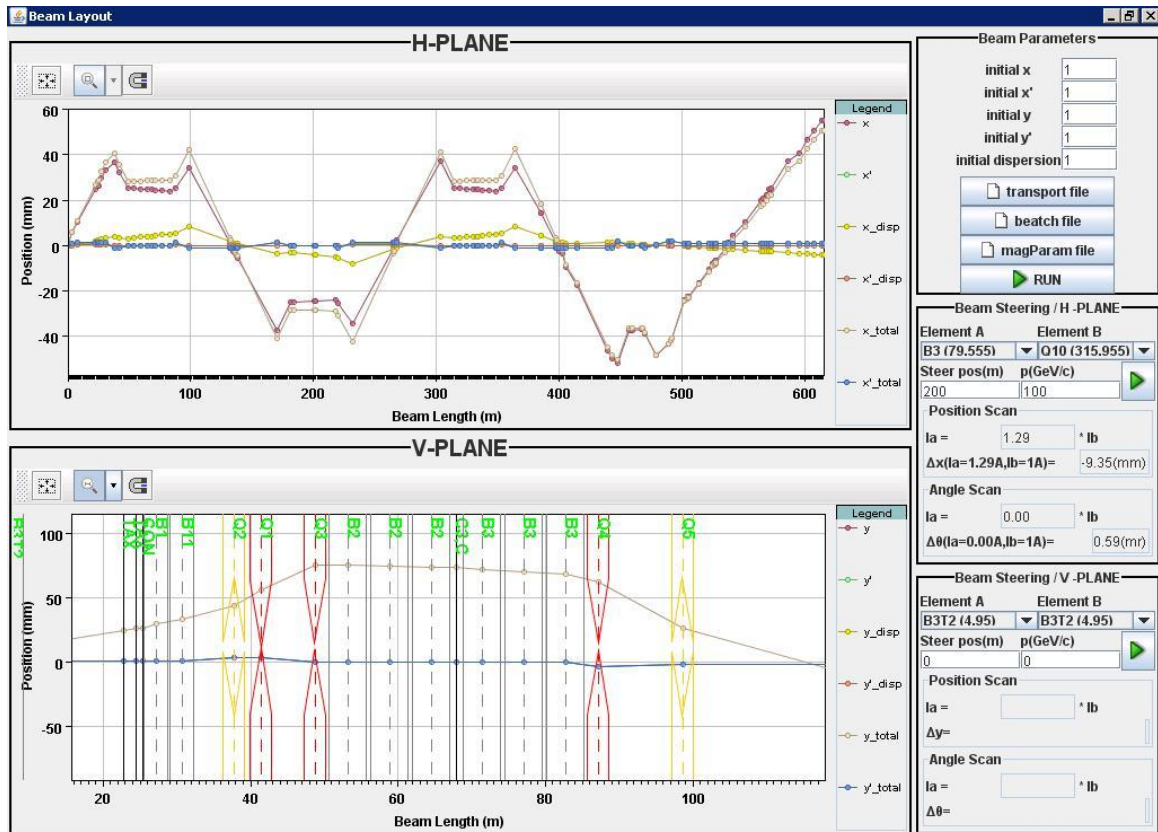 Beam Layout
H-PLANE
60
40
20
0
-20
-40
Position (mm)
0
100
200
300
400
500
600
Beam Length (m)
Legend
x
x'
x_disp
x'_disp
x_total
x'_total
V-PLANE
B3T2
TAX
TAX
B1
B11
Q2
Q1
Q3
B2
B2
B2
B3
B3
B3
Q4
Q5
100
50
0
-50
Position (mm)
20
40
60
80
100
Beam Length (m)
Legend
y
y'
y_disp
y'_disp
y_total
y'_total
Beam Parameters
initial x 1
initial x' 1
initial y 1
initial y' 1
initial dispersion 1
transport file
beatch file
magParam file
RUN
Beam Steering / H -PLANE
Element A Element B
B3 (79.555) Q10 (315.955)
Steer pos(m) p(GeV/c)
200 100
Position Scan
Ia = 1.29 * Ib
Δx(Ia=1.29A,Ib=1A)= -9.35(mm)
Angle Scan
Ia = 0.00 * Ib
Δθ(Ia=0.00A,Ib=1A)= 0.59(mr)
Beam Steering / V -PLANE
Element A Element B
B3T2 (4.95) B3T2 (4.95)
Steer pos(m) p(GeV/c)
0 0
Position Scan
Ia = * Ib
Δy=
Angle Scan
Ia = * Ib
Δθ=